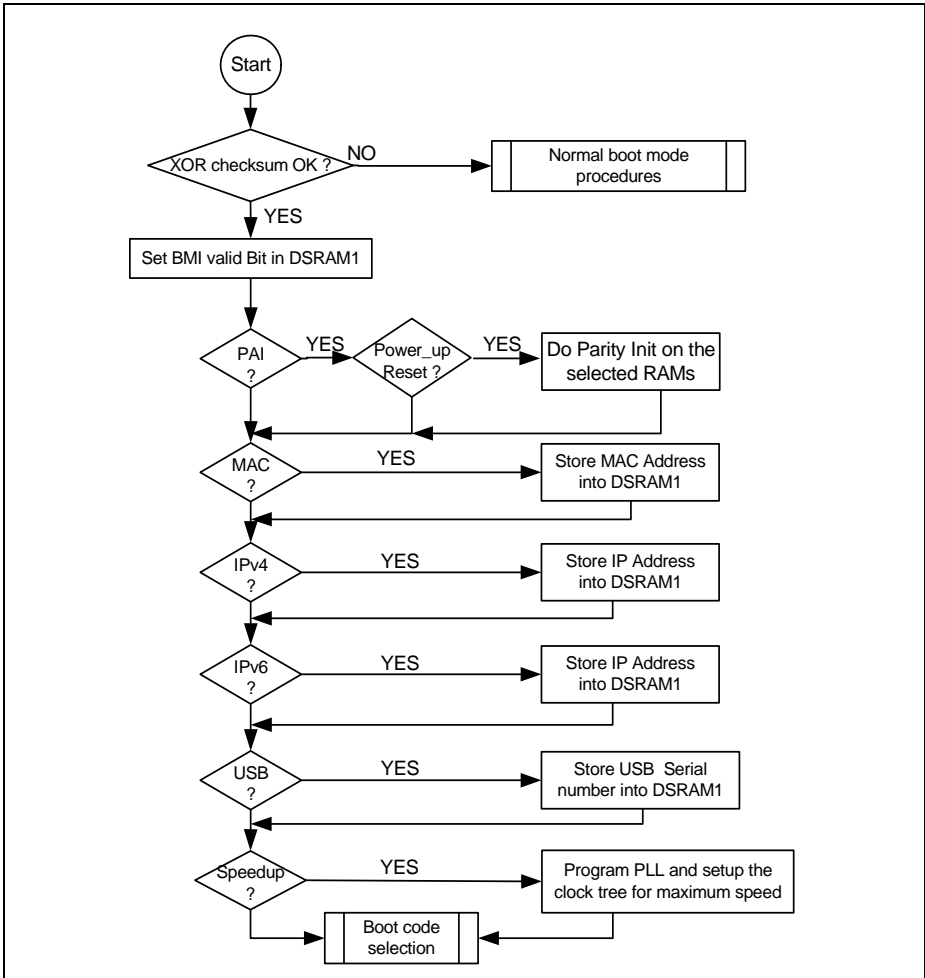 Start
XOR checksum OK ?
NO
Normal boot mode
procedures
YES
Set BMI valid Bit in DSRAM1
PAI
?
YES
Power_up
Reset ?
YES
Do Parity Init on the
selected RAMs
MAC
?
YES
Store MAC Address
into DSRAM1
IPv4
?
YES
Store IP Address
into DSRAM1
IPv6
?
YES
Store IP Address
into DSRAM1
USB
?
YES
Store USB Serial
number into DSRAM1
Speedup
?
YES
Program PLL and setup the
clock tree for maximum speed
Boot code
selection